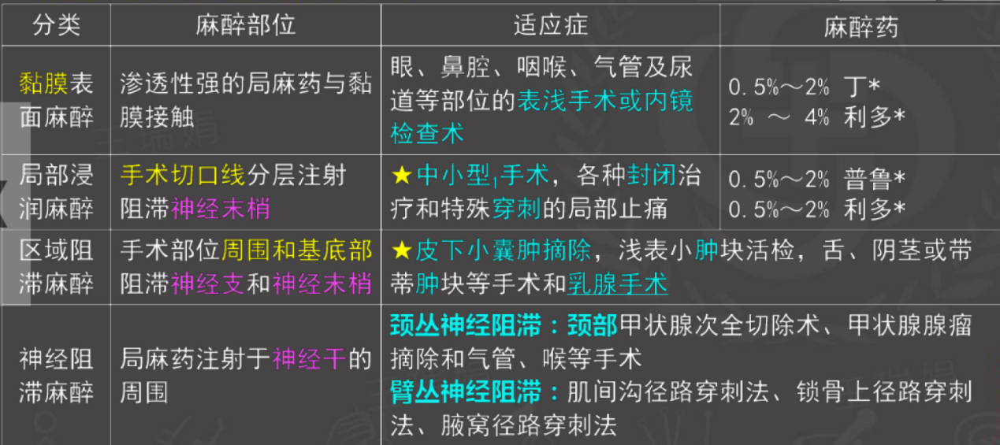 分类 麻醉部位 适应症 麻醉药
黏膜表
面麻醉
渗透性强的局麻药与黏
膜接触
眼、鼻腔、咽喉、气管及尿
道等部位的表浅手术或内镜
检查术
0.5%～2% 丁*
2% ～ 4% 利多*
局部浸
润麻醉
手术切口线分层注射
阻滞神经末梢
★中小型1手术，各种封闭治
疗和特殊穿刺的局部止痛
0.5%～2% 普鲁*
0.5%～2% 利多*
区域阻
滞麻醉
手术部位周围和基底部
阻滞神经支和神经末梢
★皮下小囊肿摘除，浅表小肿块活检，舌、阴茎或带
蒂肿块等手术和乳腺手术
神经阻
滞麻醉
局麻药注射于神经干的
周围
颈丛神经阻滞：颈部甲状腺次全切除术、甲状腺腺瘤
摘除和气管、喉等手术
臂丛神经阻滞：肌间沟径路穿刺法、锁骨上径路穿刺
法、腋窝径路穿刺法